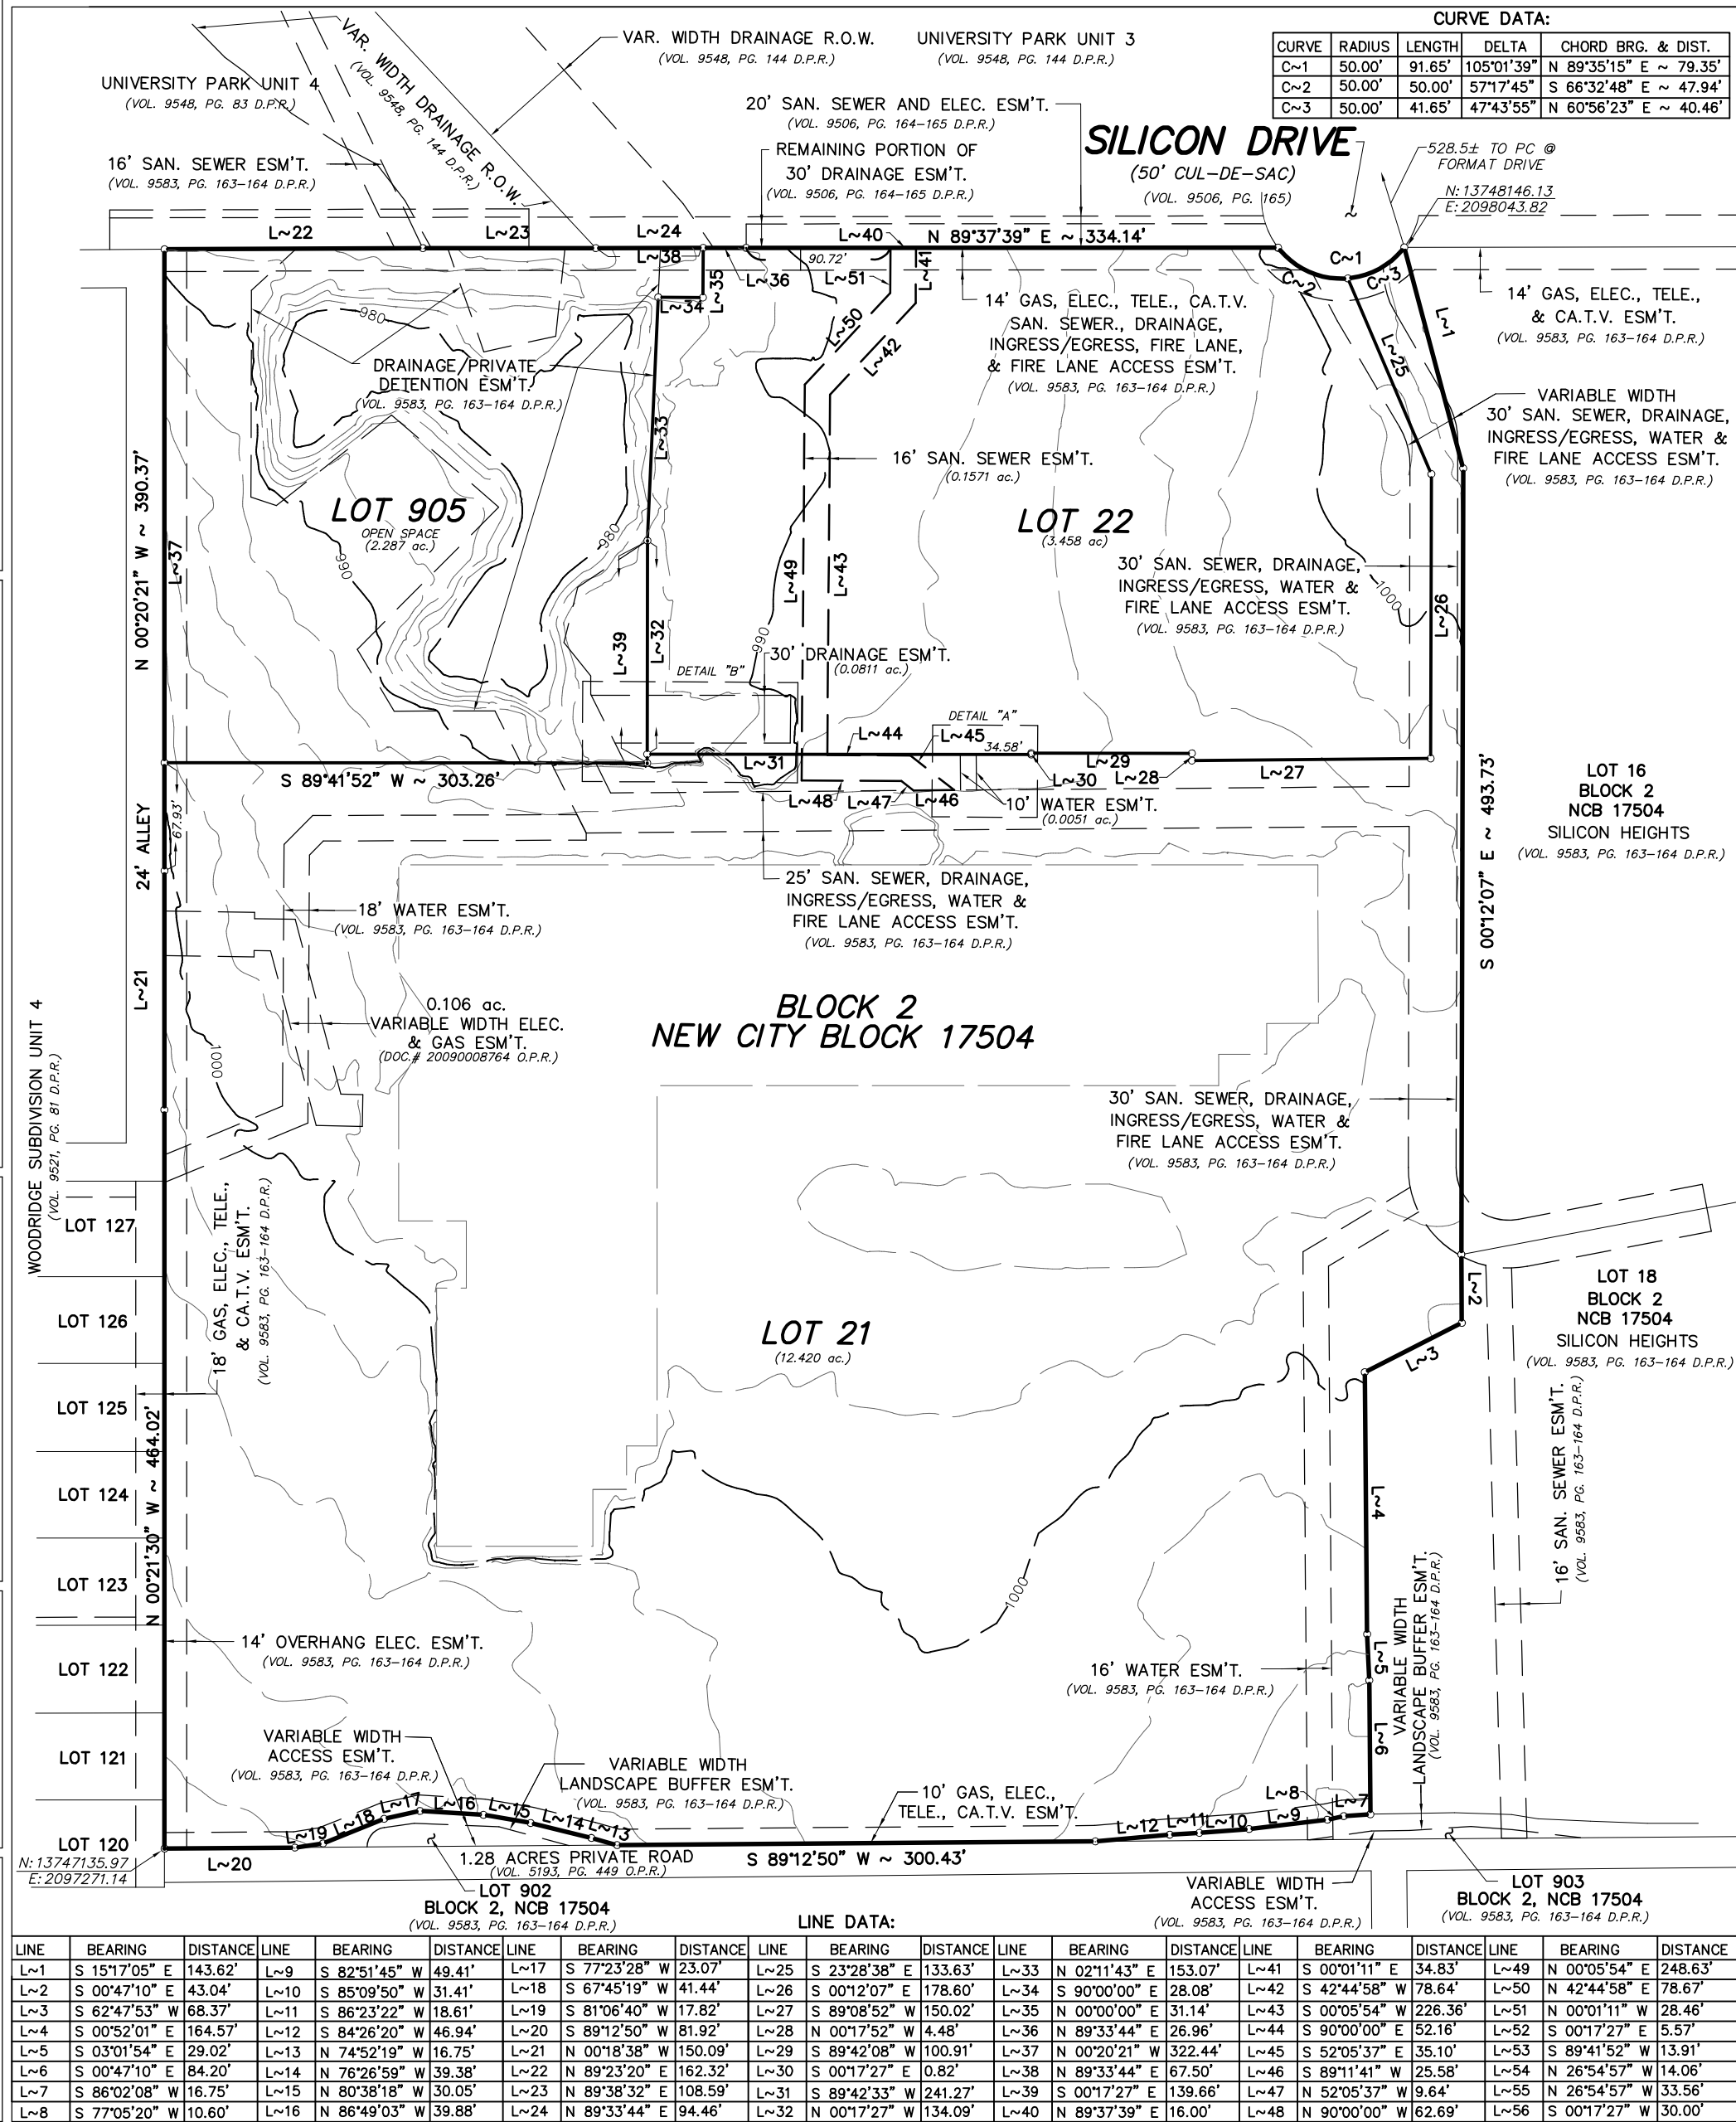 CURVE DATA:
CURVE RADIUS LENGTH DELTA CHORD BRG. & DIST.
C~1 50.00' 91.65' 105°01'39" N 89°35'15" E ~ 79.35'
C~2 50.00' 50.00' 57°17'45" S 66°32'48" E ~ 47.94'
C~3 50.00' 41.65' 47°43'55" N 60°56'23" E ~ 40.46'
VAR. WIDTH DRAINAGE R.O.W.
(VOL. 9548, PG. 144 D.P.R.)
UNIVERSITY PARK UNIT 3
(VOL. 9548, PG. 144 D.P.R.)
UNIVERSITY PARK UNIT 4
(VOL. 9548, PG. 83 D.P.R.)
VAR. WIDTH DRAINAGE R.O.W.
(VOL. 9548, PG. 144 D.P.R.)
16' SAN. SEWER ESM'T.
(VOL. 9583, PG. 163-164 D.P.R.)
20' SAN. SEWER AND ELEC. ESM'T.
(VOL. 9506, PG. 164-165 D.P.R.)
REMAINING PORTION OF
30' DRAINAGE ESM'T.
(VOL. 9506, PG. 164-165 D.P.R.)
SILICON DRIVE
(50' CUL-DE-SAC)
(VOL. 9506, PG. 165)
528.5± TO PC @
FORMAT DRIVE
N: 13748146.13
E: 2098043.82
L~22
L~23
L~24
L~38
L~35
L~34
L~36
90.72'
L~40
L~51
L~41
N 89°37'39" E ~ 334.14'
C~1
C~2
C~3
L~1
L~25
L~50
L~42
14' GAS, ELEC., TELE., CA.T.V.
SAN. SEWER., DRAINAGE,
INGRESS/EGRESS, FIRE LANE,
& FIRE LANE ACCESS ESM'T.
(VOL. 9583, PG. 163-164 D.P.R.)
14' GAS, ELEC., TELE.,
& CA.T.V. ESM'T.
(VOL. 9583, PG. 163-164 D.P.R.)
VARIABLE WIDTH
30' SAN. SEWER, DRAINAGE,
INGRESS/EGRESS, WATER &
FIRE LANE ACCESS ESM'T.
(VOL. 9583, PG. 163-164 D.P.R.)
980
DRAINAGE/PRIVATE
DETENTION ESM'T.
(VOL. 9583, PG. 163-164 D.P.R.)
L~33
16' SAN. SEWER ESM'T.
(0.1571 ac.)
LOT 905
OPEN SPACE
(2.287 ac.)
LOT 22
(3.458 ac)
N 00°20'21" W ~ 390.37'
L~37
980
990
L~49
L~43
30' SAN. SEWER, DRAINAGE,
INGRESS/EGRESS, WATER &
FIRE LANE ACCESS ESM'T.
(VOL. 9583, PG. 163-164 D.P.R.)
1000
L~26
L~39
L~32
990
DETAIL "B"
30' DRAINAGE ESM'T.
(0.0811 ac.)
DETAIL "A"
L~44
L~45
34.58'
L~31
L~29
L~30
L~28
L~27
S 89°41'52" W ~ 303.26'
L~48
L~47
L~46
10' WATER ESM'T.
(0.0051 ac.)
S 00°12'07" E ~ 493.73'
LOT 16
BLOCK 2
NCB 17504
SILICON HEIGHTS
(VOL. 9583, PG. 163-164 D.P.R.)
67.93'
24' ALLEY
L~21
25' SAN. SEWER, DRAINAGE,
INGRESS/EGRESS, WATER &
FIRE LANE ACCESS ESM'T.
(VOL. 9583, PG. 163-164 D.P.R.)
18' WATER ESM'T.
(VOL. 9583, PG. 163-164 D.P.R.)
0.106 ac.
VARIABLE WIDTH ELEC.
& GAS ESM'T.
(DOC.# 20090008764 O.P.R.)
1000
BLOCK 2
NEW CITY BLOCK 17504
WOODRIDGE SUBDIVISION UNIT 4
(VOL. 9521, PG. 81 D.P.R.)
30' SAN. SEWER, DRAINAGE,
INGRESS/EGRESS, WATER &
FIRE LANE ACCESS ESM'T.
(VOL. 9583, PG. 163-164 D.P.R.)
18' GAS, ELEC., TELE.,
& CA.T.V. ESM'T.
(VOL. 9583, PG. 163-164 D.P.R.)
LOT 127
LOT 126
LOT 125
LOT 124
LOT 123
LOT 122
LOT 121
LOT 120
N 00°21'30" W ~ 464.02'
LOT 21
(12.420 ac.)
L~2
L~3
L~4
L~5
L~6
LOT 18
BLOCK 2
NCB 17504
SILICON HEIGHTS
(VOL. 9583, PG. 163-164 D.P.R.)
16' SAN. SEWER ESM'T.
(VOL. 9583, PG. 163-164 D.P.R.)
1000
VARIABLE WIDTH
LANDSCAPE BUFFER ESM'T.
(VOL. 9583, PG. 163-164 D.P.R.)
14' OVERHANG ELEC. ESM'T.
(VOL. 9583, PG. 163-164 D.P.R.)
16' WATER ESM'T.
(VOL. 9583, PG. 163-164 D.P.R.)
VARIABLE WIDTH
ACCESS ESM'T.
(VOL. 9583, PG. 163-164 D.P.R.)
VARIABLE WIDTH
LANDSCAPE BUFFER ESM'T.
(VOL. 9583, PG. 163-164 D.P.R.)
10' GAS, ELEC.,
TELE., CA.T.V. ESM'T.
L~20
L~19
L~18
L~17
L~16
L~15
L~14
L~13
L~12
L~11
L~10
L~9
L~8
L~7
N: 13747135.97
E: 2097271.14
1.28 ACRES PRIVATE ROAD
(VOL. 5193, PG. 449 O.P.R.)
S 89°12'50" W ~ 300.43'
LOT 902
BLOCK 2, NCB 17504
(VOL. 9583, PG. 163-164 D.P.R.)
VARIABLE WIDTH
ACCESS ESM'T.
(VOL. 9583, PG. 163-164 D.P.R.)
LOT 903
BLOCK 2, NCB 17504
(VOL. 9583, PG. 163-164 D.P.R.)
LINE DATA:
LINE BEARING DISTANCE LINE BEARING DISTANCE LINE BEARING DISTANCE LINE BEARING DISTANCE LINE BEARING DISTANCE LINE BEARING DISTANCE LINE BEARING DISTANCE
L~1 S 15°17'05" E 143.62' L~9 S 82°51'45" W 49.41' L~17 S 77°23'28" W 23.07' L~25 S 23°28'38" E 133.63' L~33 N 02°11'43" E 153.07' L~41 S 00°01'11" E 34.83' L~49 N 00°05'54" E 248.63'
L~2 S 00°47'10" E 43.04' L~10 S 85°09'50" W 31.41' L~18 S 67°45'19" W 41.44' L~26 S 00°12'07" E 178.60' L~34 S 90°00'00" E 28.08' L~42 S 42°44'58" W 78.64' L~50 N 42°44'58" E 78.67'
L~3 S 62°47'53" W 68.37' L~11 S 86°23'22" W 18.61' L~19 S 81°06'40" W 17.82' L~27 S 89°08'52" W 150.02' L~35 N 00°00'00" E 31.14' L~43 S 00°05'54" W 226.36' L~51 N 00°01'11" W 28.46'
L~4 S 00°52'01" E 164.57' L~12 S 84°26'20" W 46.94' L~20 S 89°12'50" W 81.92' L~28 N 00°17'52" W 4.48' L~36 N 89°33'44" E 26.96' L~44 S 90°00'00" E 52.16' L~52 S 00°17'27" E 5.57'
L~5 S 03°01'54" E 29.02' L~13 N 74°52'19" W 16.75' L~21 N 00°18'38" W 150.09' L~29 S 89°42'08" W 100.91' L~37 N 00°20'21" W 322.44' L~45 S 52°05'37" E 35.10' L~53 S 89°41'52" W 13.91'
L~6 S 00°47'10" E 84.20' L~14 N 76°26'59" W 39.38' L~22 N 89°23'20" E 162.32' L~30 S 00°17'27" E 0.82' L~38 N 89°33'44" E 67.50' L~46 S 89°11'41" W 25.58' L~54 N 26°54'57" W 14.06'
L~7 S 86°02'08" W 16.75' L~15 N 80°38'18" W 30.05' L~23 N 89°38'32" E 108.59' L~31 S 89°42'33" W 241.27' L~39 S 00°17'27" E 139.66' L~47 N 52°05'37" W 9.64' L~55 N 26°54'57" W 33.56'
L~8 S 77°05'20" W 10.60' L~16 N 86°49'03" W 39.88' L~24 N 89°33'44" E 94.46' L~32 N 00°17'27" W 134.09' L~40 N 89°37'39" E 16.00' L~48 N 90°00'00" W 62.69' L~56 S 00°17'27" W 30.00'